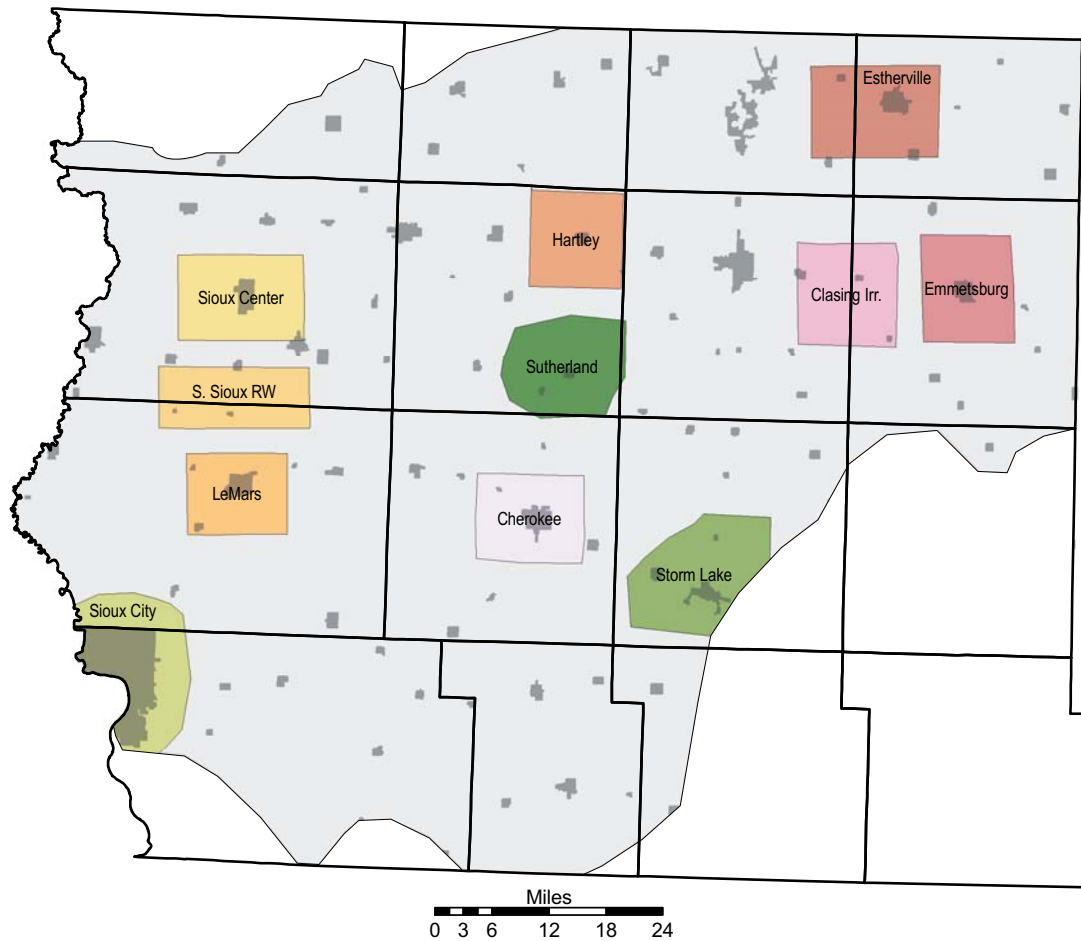 Estherville
Hartley
Sioux Center
Clasing Irr.
Emmetsburg
Sutherland
S. Sioux RW
LeMars
Cherokee
Storm Lake
Sioux City
Miles
0 3 6 12 18 24